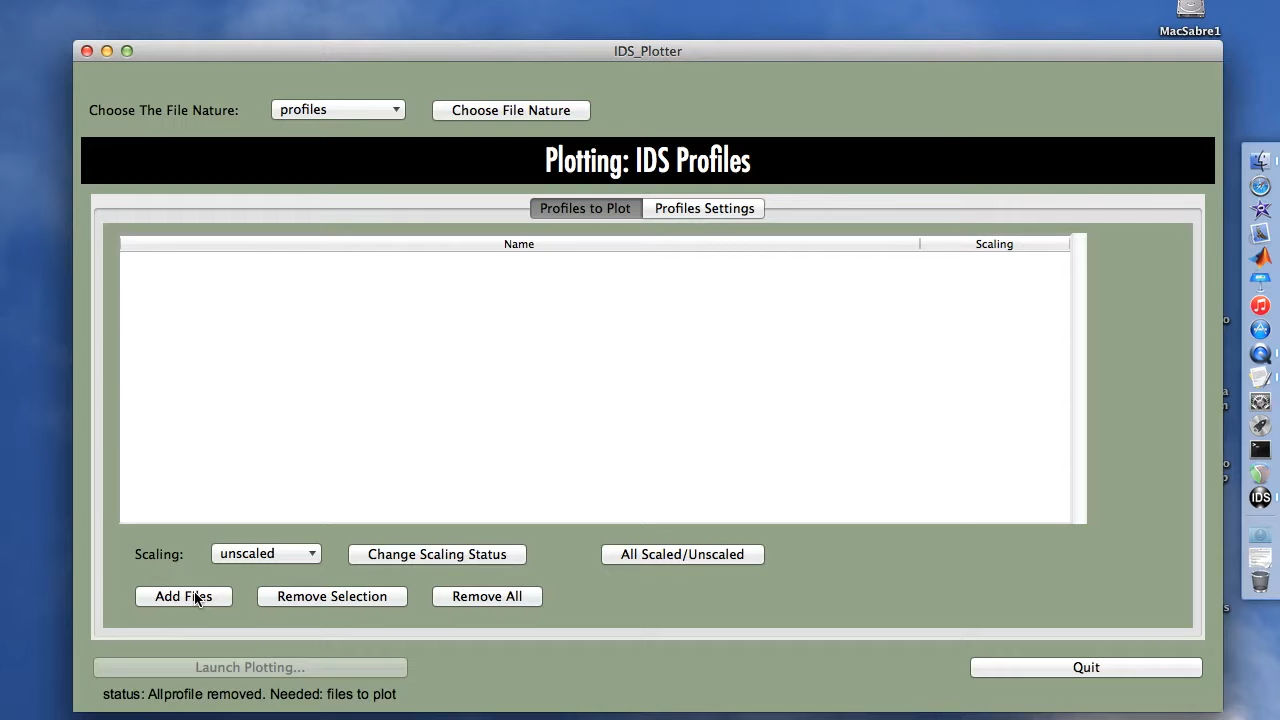 MacSabre1
IDS_Plotter
Choose The File Nature: profiles Choose File Nature
Plotting: IDS Profiles
Profiles to Plot Profiles Settings
Name Scaling
Scaling: unscaled Change Scaling Status All Scaled/Unscaled
Add Files Remove Selection Remove All
Launch Plotting... Quit
status: Allprofile removed. Needed: files to plot
IDS